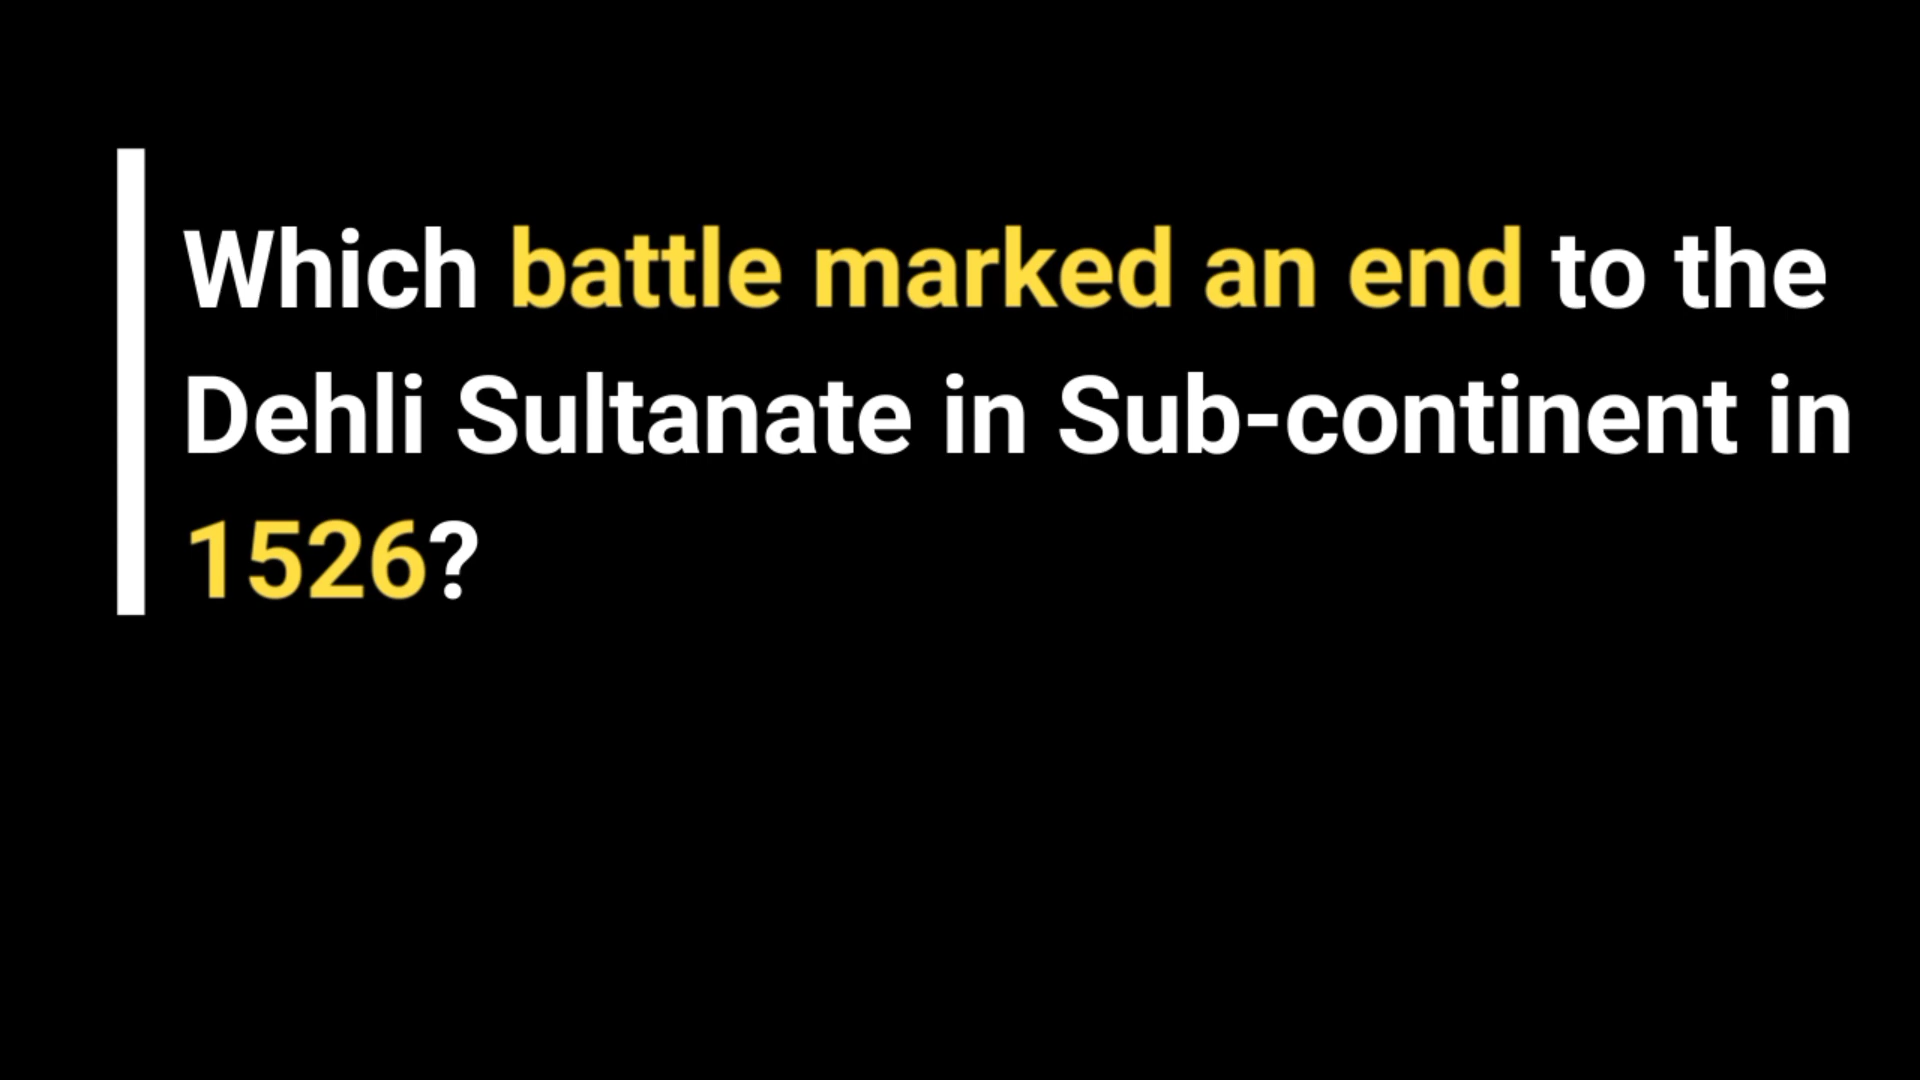 Which battle marked an end to the
Dehli Sultanate in Sub-continent in
1526?